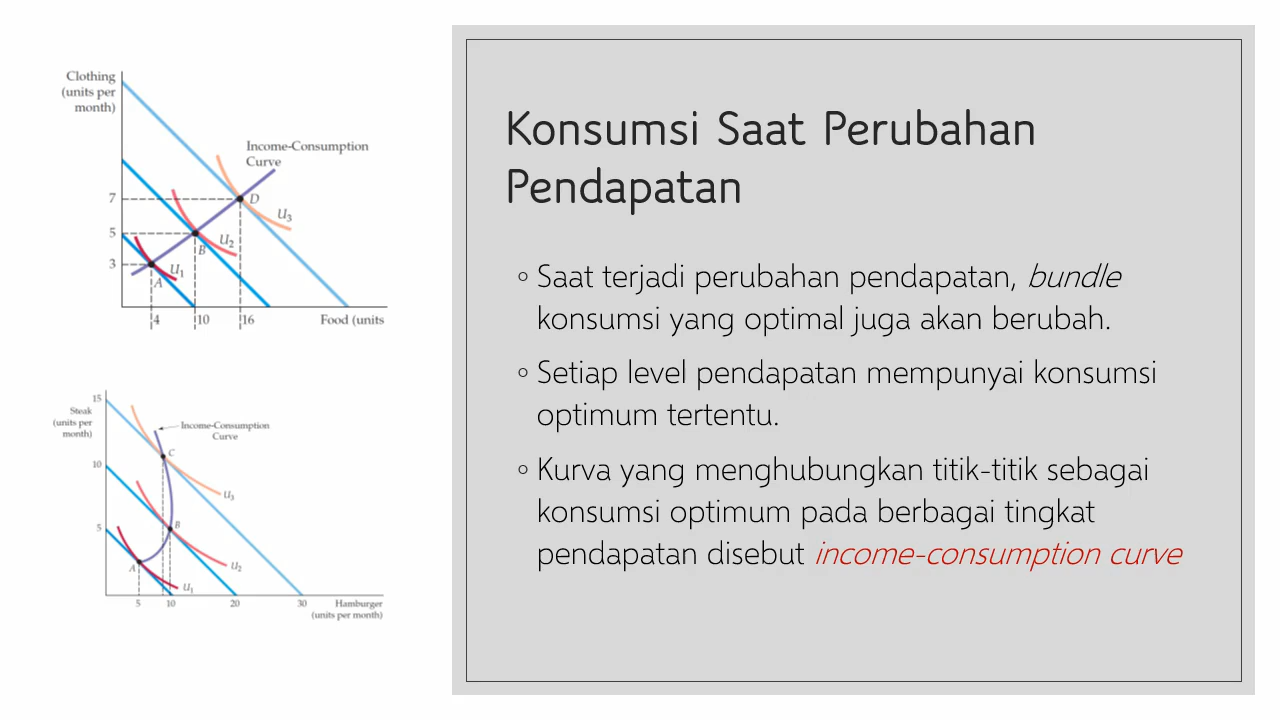 Clothing
(units per
month)
Income-Consumption
Curve
7
D
U3
5
U2
B
3
U1
A
4
10
16
Food (units
15
Steak
(units per
month)
Income-Consumption
Curve
C
10
U3
5
B
A
U2
U1
5
10
20
30
Hamburger
(units per month)
Konsumsi Saat Perubahan
Pendapatan
◦ Saat terjadi perubahan pendapatan, bundle
konsumsi yang optimal juga akan berubah.
◦ Setiap level pendapatan mempunyai konsumsi
optimum tertentu.
◦ Kurva yang menghubungkan titik-titik sebagai
konsumsi optimum pada berbagai tingkat
pendapatan disebut income-consumption curve